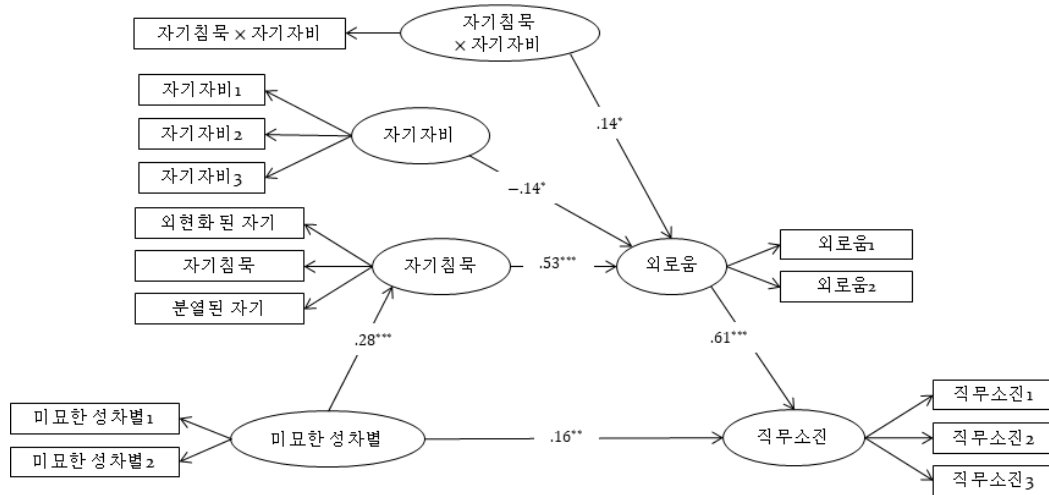 자기침묵 × 자기자비
자기침묵
× 자기자비
자기자비1
자기자비2
자기자비3
자기자비
.14*
−.14*
외현화 된 자기
자기침묵
분열된 자기
자기침묵
.53***
외로움
외로움1
외로움2
.28***
.61***
미묘한 성차별1
미묘한 성차별2
미묘한 성차별
.16**
직무소진
직무소진1
직무소진2
직무소진3